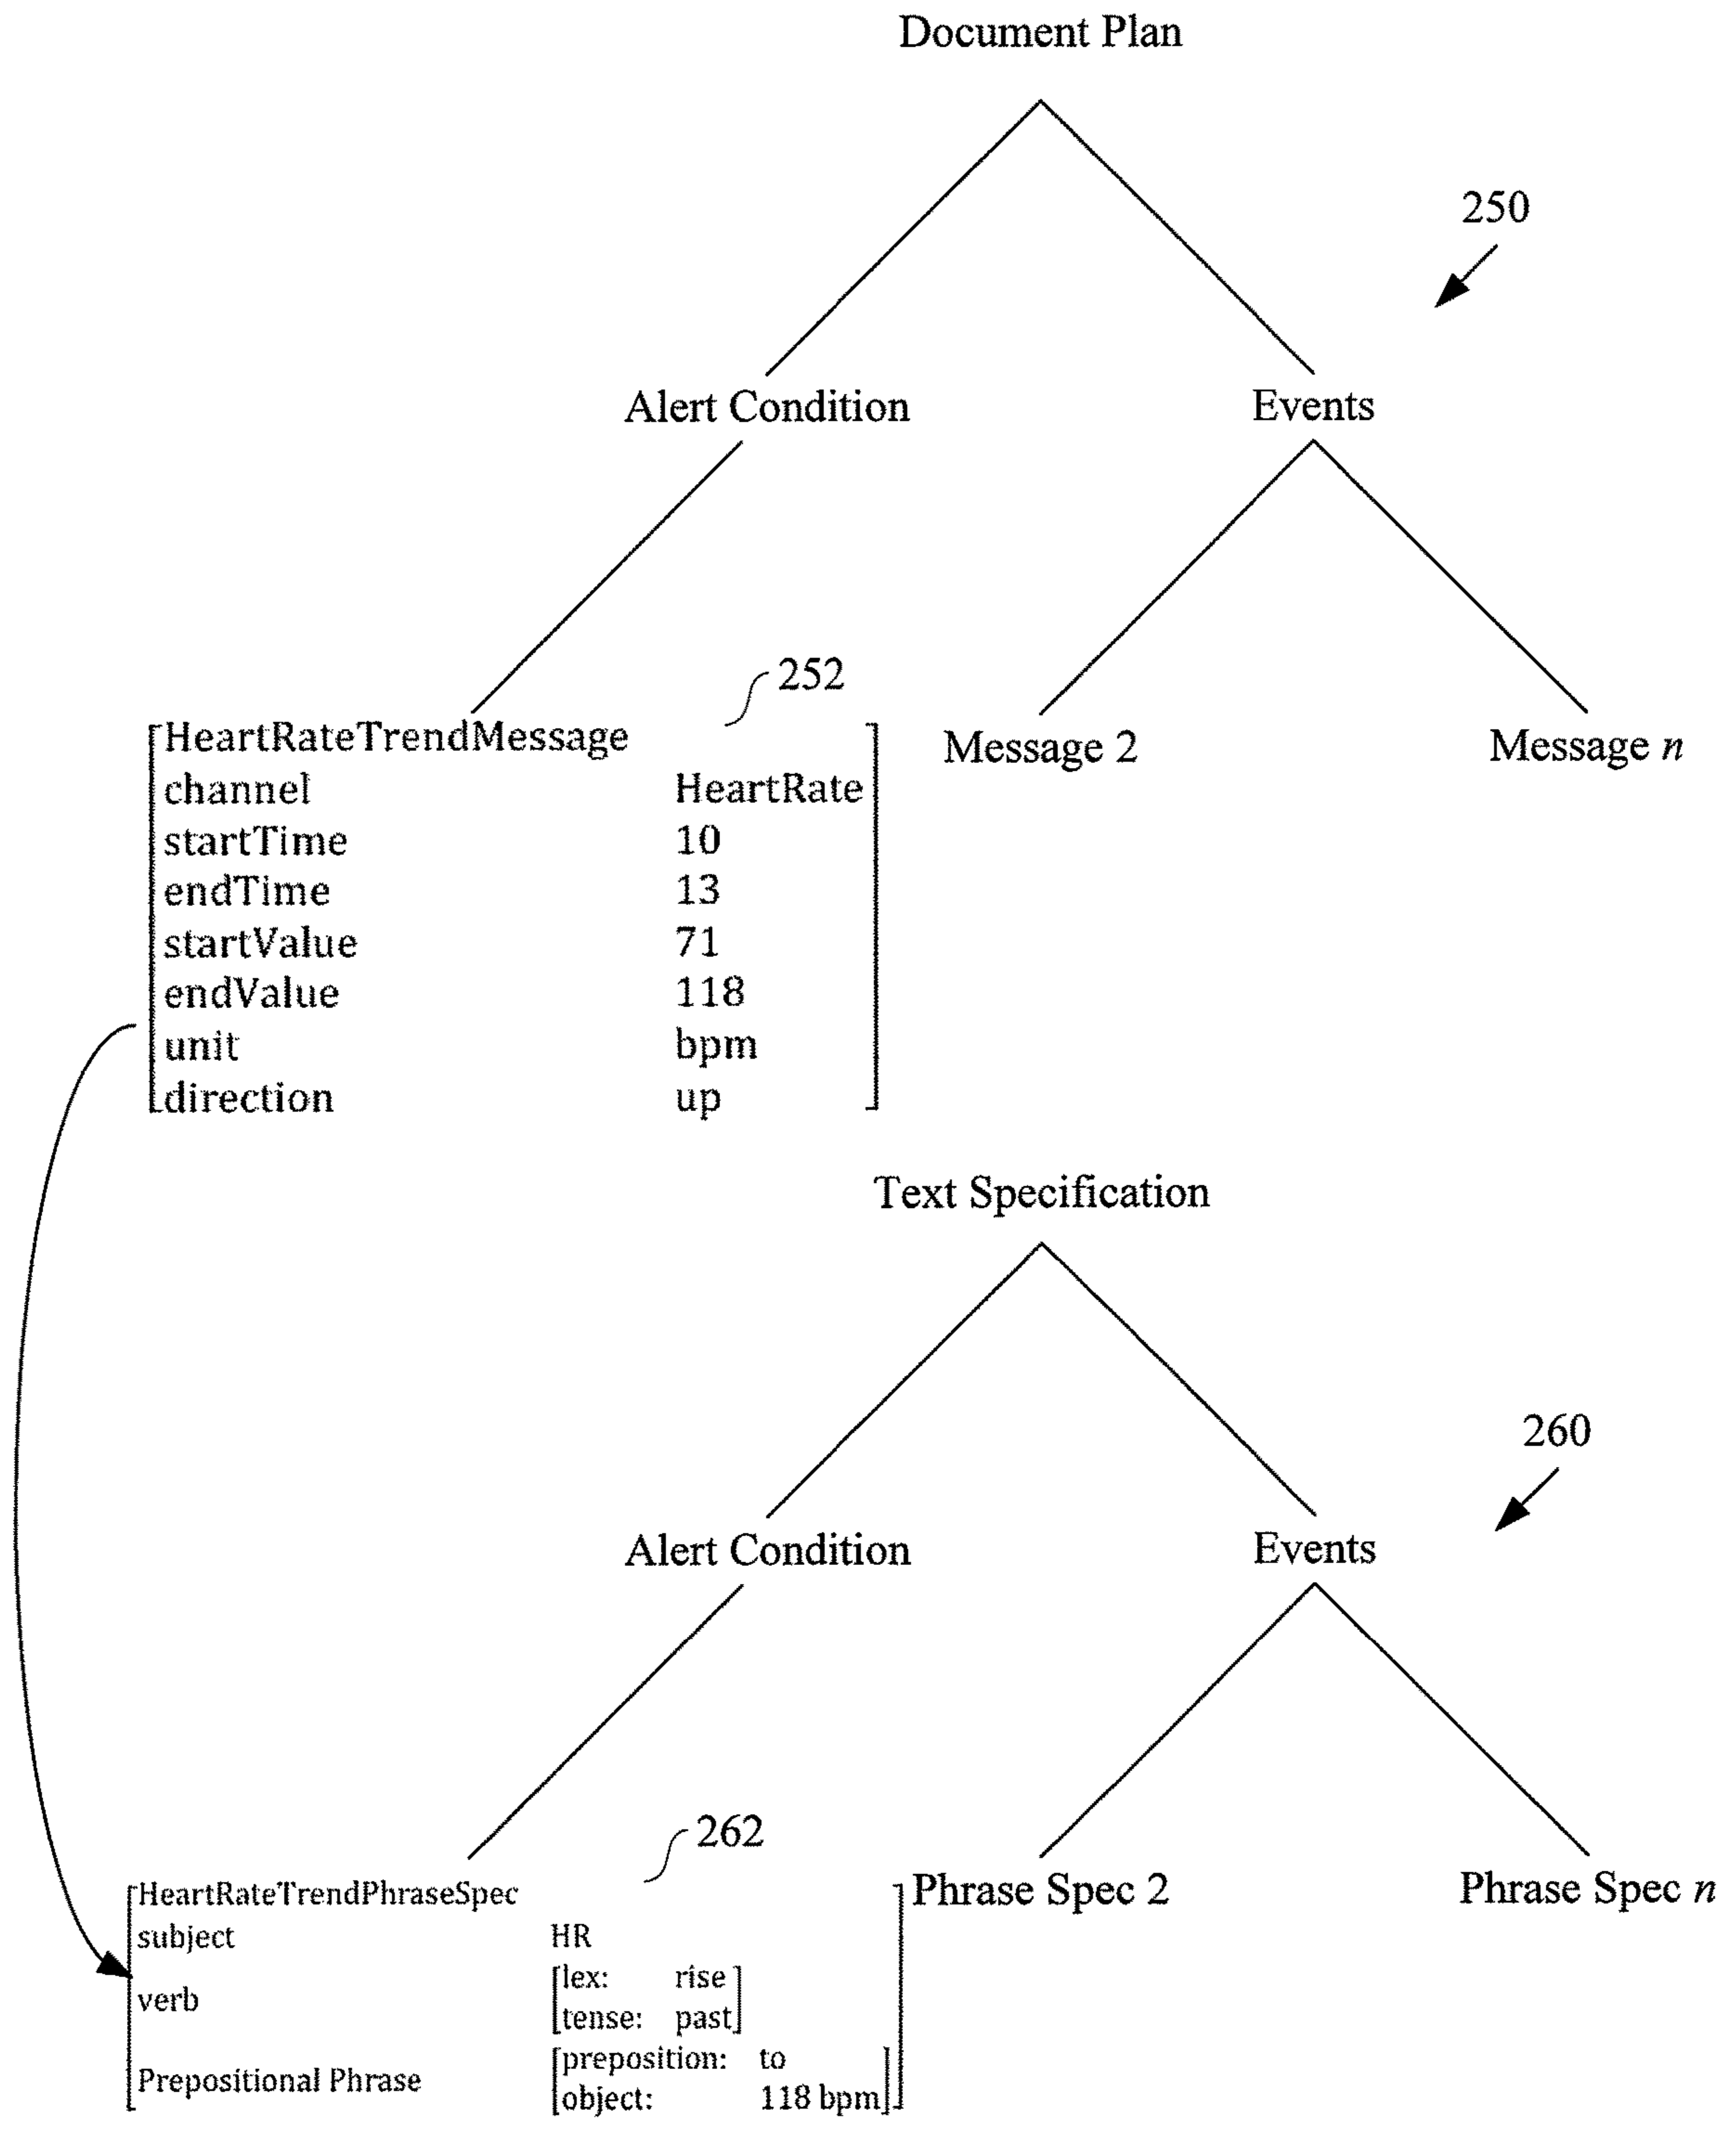 Document Plan
250
Alert Condition Events
252
HeartRateTrendMessage Message 2 Message n
channel HeartRate
startTime 10
endTime 13
startValue 71
endValue 118
unit bpm
direction up
Text Specification
260
Alert Condition Events
262
HeartRateTrendPhraseSpec Phrase Spec 2 Phrase Spec n
subject HR
lex: rise
verb
tense: past
preposition: to
Prepositional Phrase
object: 118 bpm